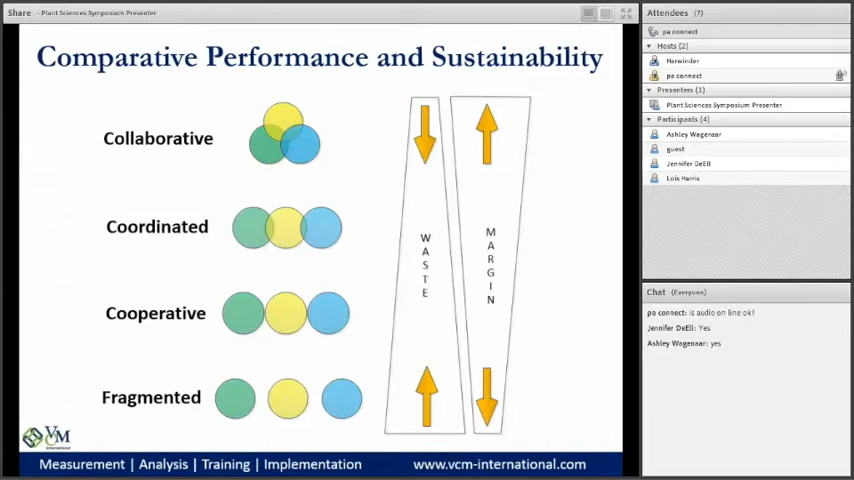 Share - Plant Sciences Symposium Presenter
Comparative Performance and Sustainability
Collaborative
Coordinated
Cooperative
Fragmented
WASTE
MARGIN
VCM
International
Measurement | Analysis | Training | Implementation
www.vcm-international.com
Attendees (7)
pa connect
Hosts (2)
Harwinder
pa connect
Presenters (1)
Plant Sciences Symposium Presenter
Participants (4)
Ashley Wagenaar
guest
Jennifer DeEll
Lois Harris
Chat (Everyone)
pa connect: is audio on line ok?
Jennifer DeEll: Yes
Ashley Wagenaar: yes